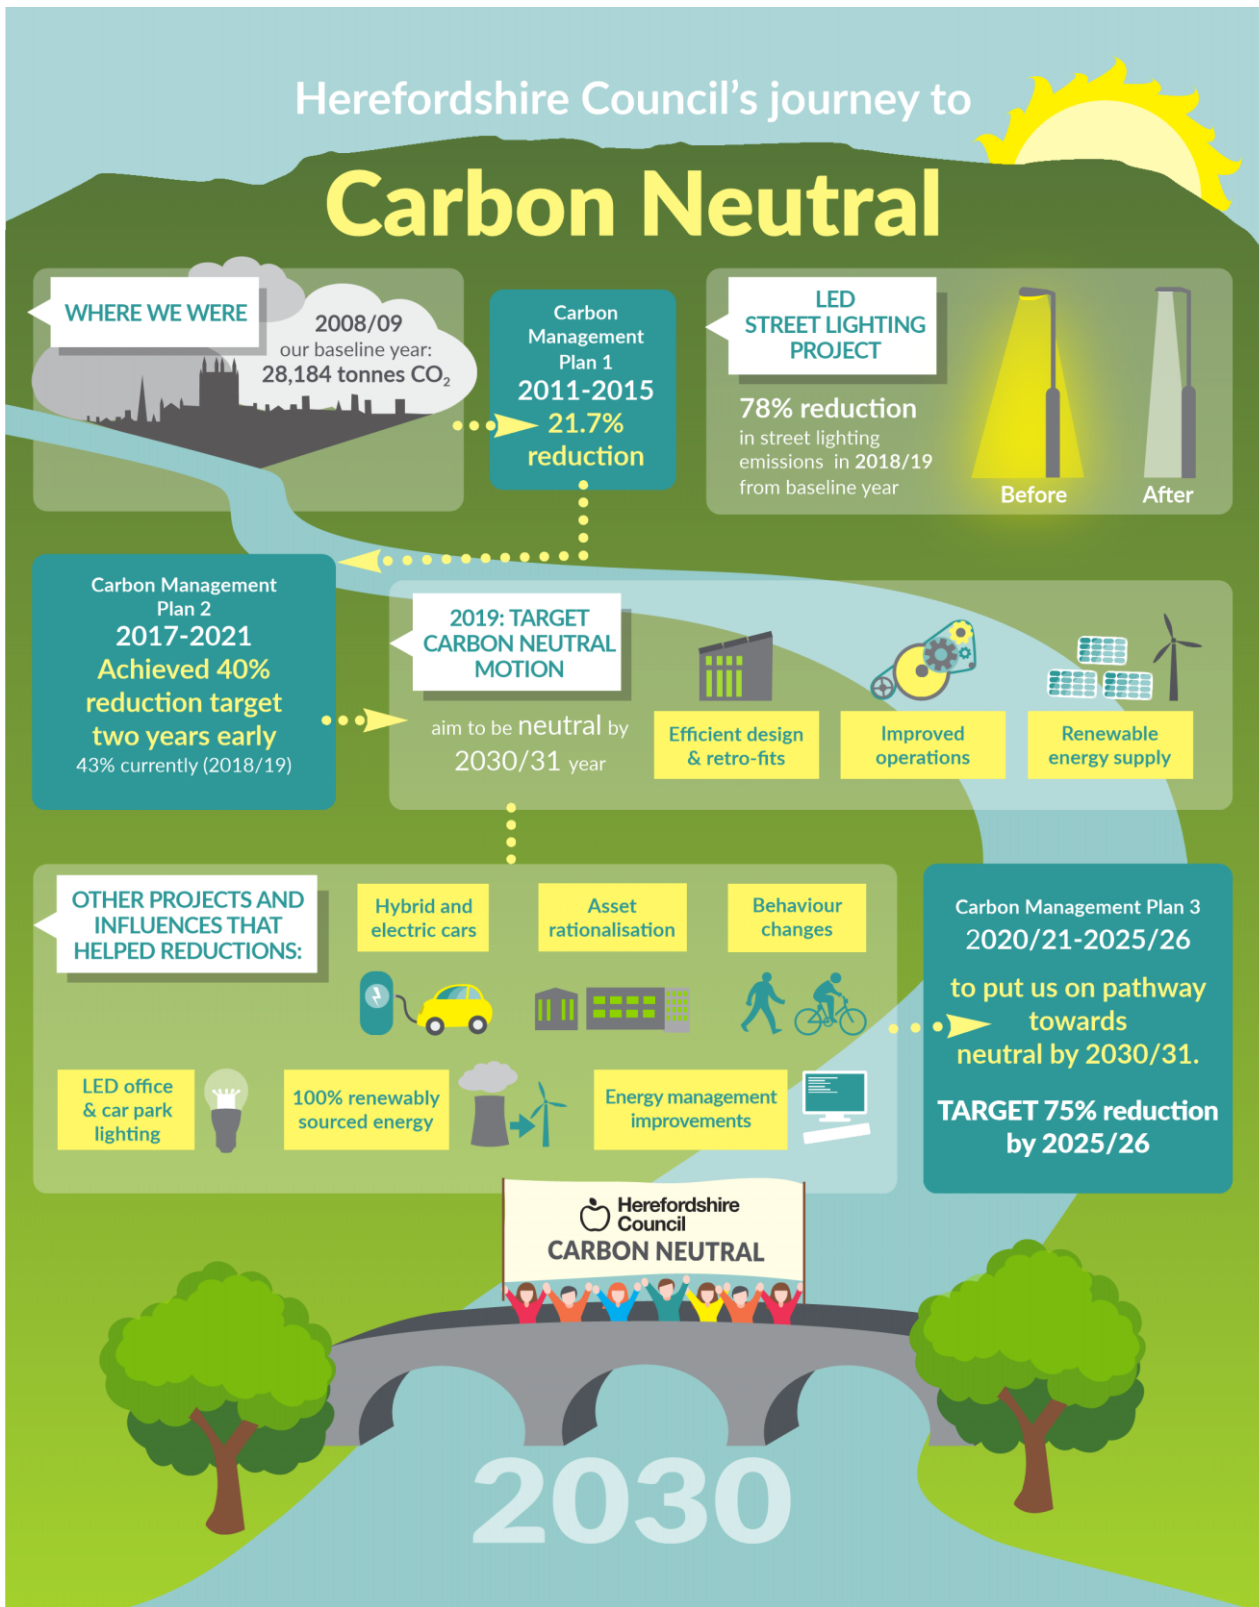 Herefordshire Council's journey to
Carbon Neutral
WHERE WE WERE
2008/09
our baseline year:
28,184 tonnes CO₂
Carbon
Management
Plan 1
2011-2015
21.7%
reduction
LED
STREET LIGHTING
PROJECT
78% reduction
in street lighting
emissions in 2018/19
from baseline year
Before
After
Carbon Management
Plan 2
2017-2021
Achieved 40%
reduction target
two years early
43% currently (2018/19)
2019: TARGET
CARBON NEUTRAL
MOTION
aim to be neutral by
2030/31 year
Efficient design
& retro-fits
Improved
operations
Renewable
energy supply
OTHER PROJECTS AND
INFLUENCES THAT
HELPED REDUCTIONS:
Hybrid and
electric cars
Asset
rationalisation
Behaviour
changes
LED office
& car park
lighting
100% renewably
sourced energy
Energy management
improvements
Carbon Management Plan 3
2020/21-2025/26
to put us on pathway
towards
neutral by 2030/31.
TARGET 75% reduction
by 2025/26
Herefordshire
Council
CARBON NEUTRAL
2030